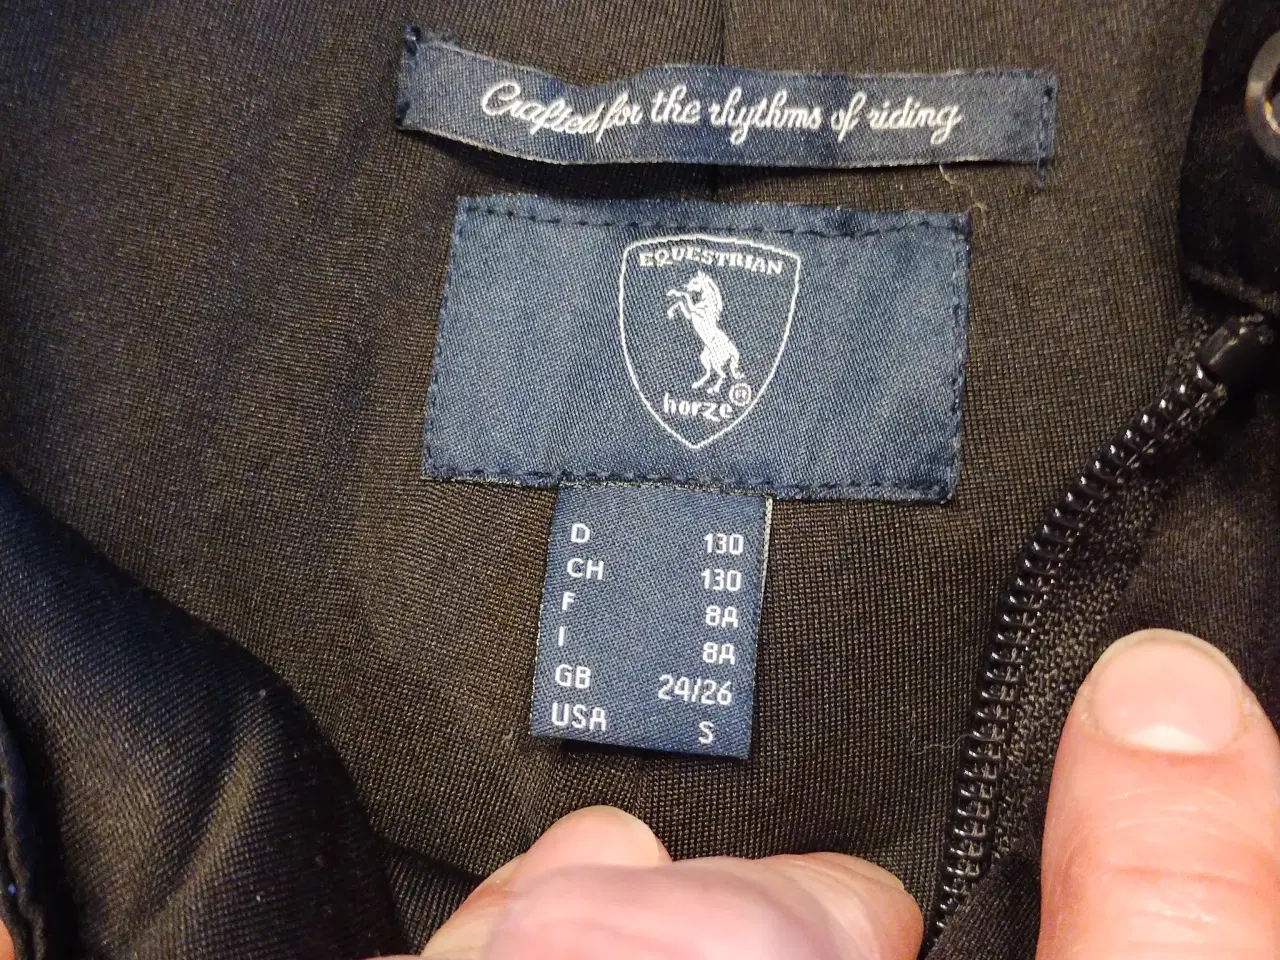 Crafted for the rhythms of riding
EQUESTRIAN
horze®
D 130
CH 130
F 8A
I 8A
GB 24/26
USA S